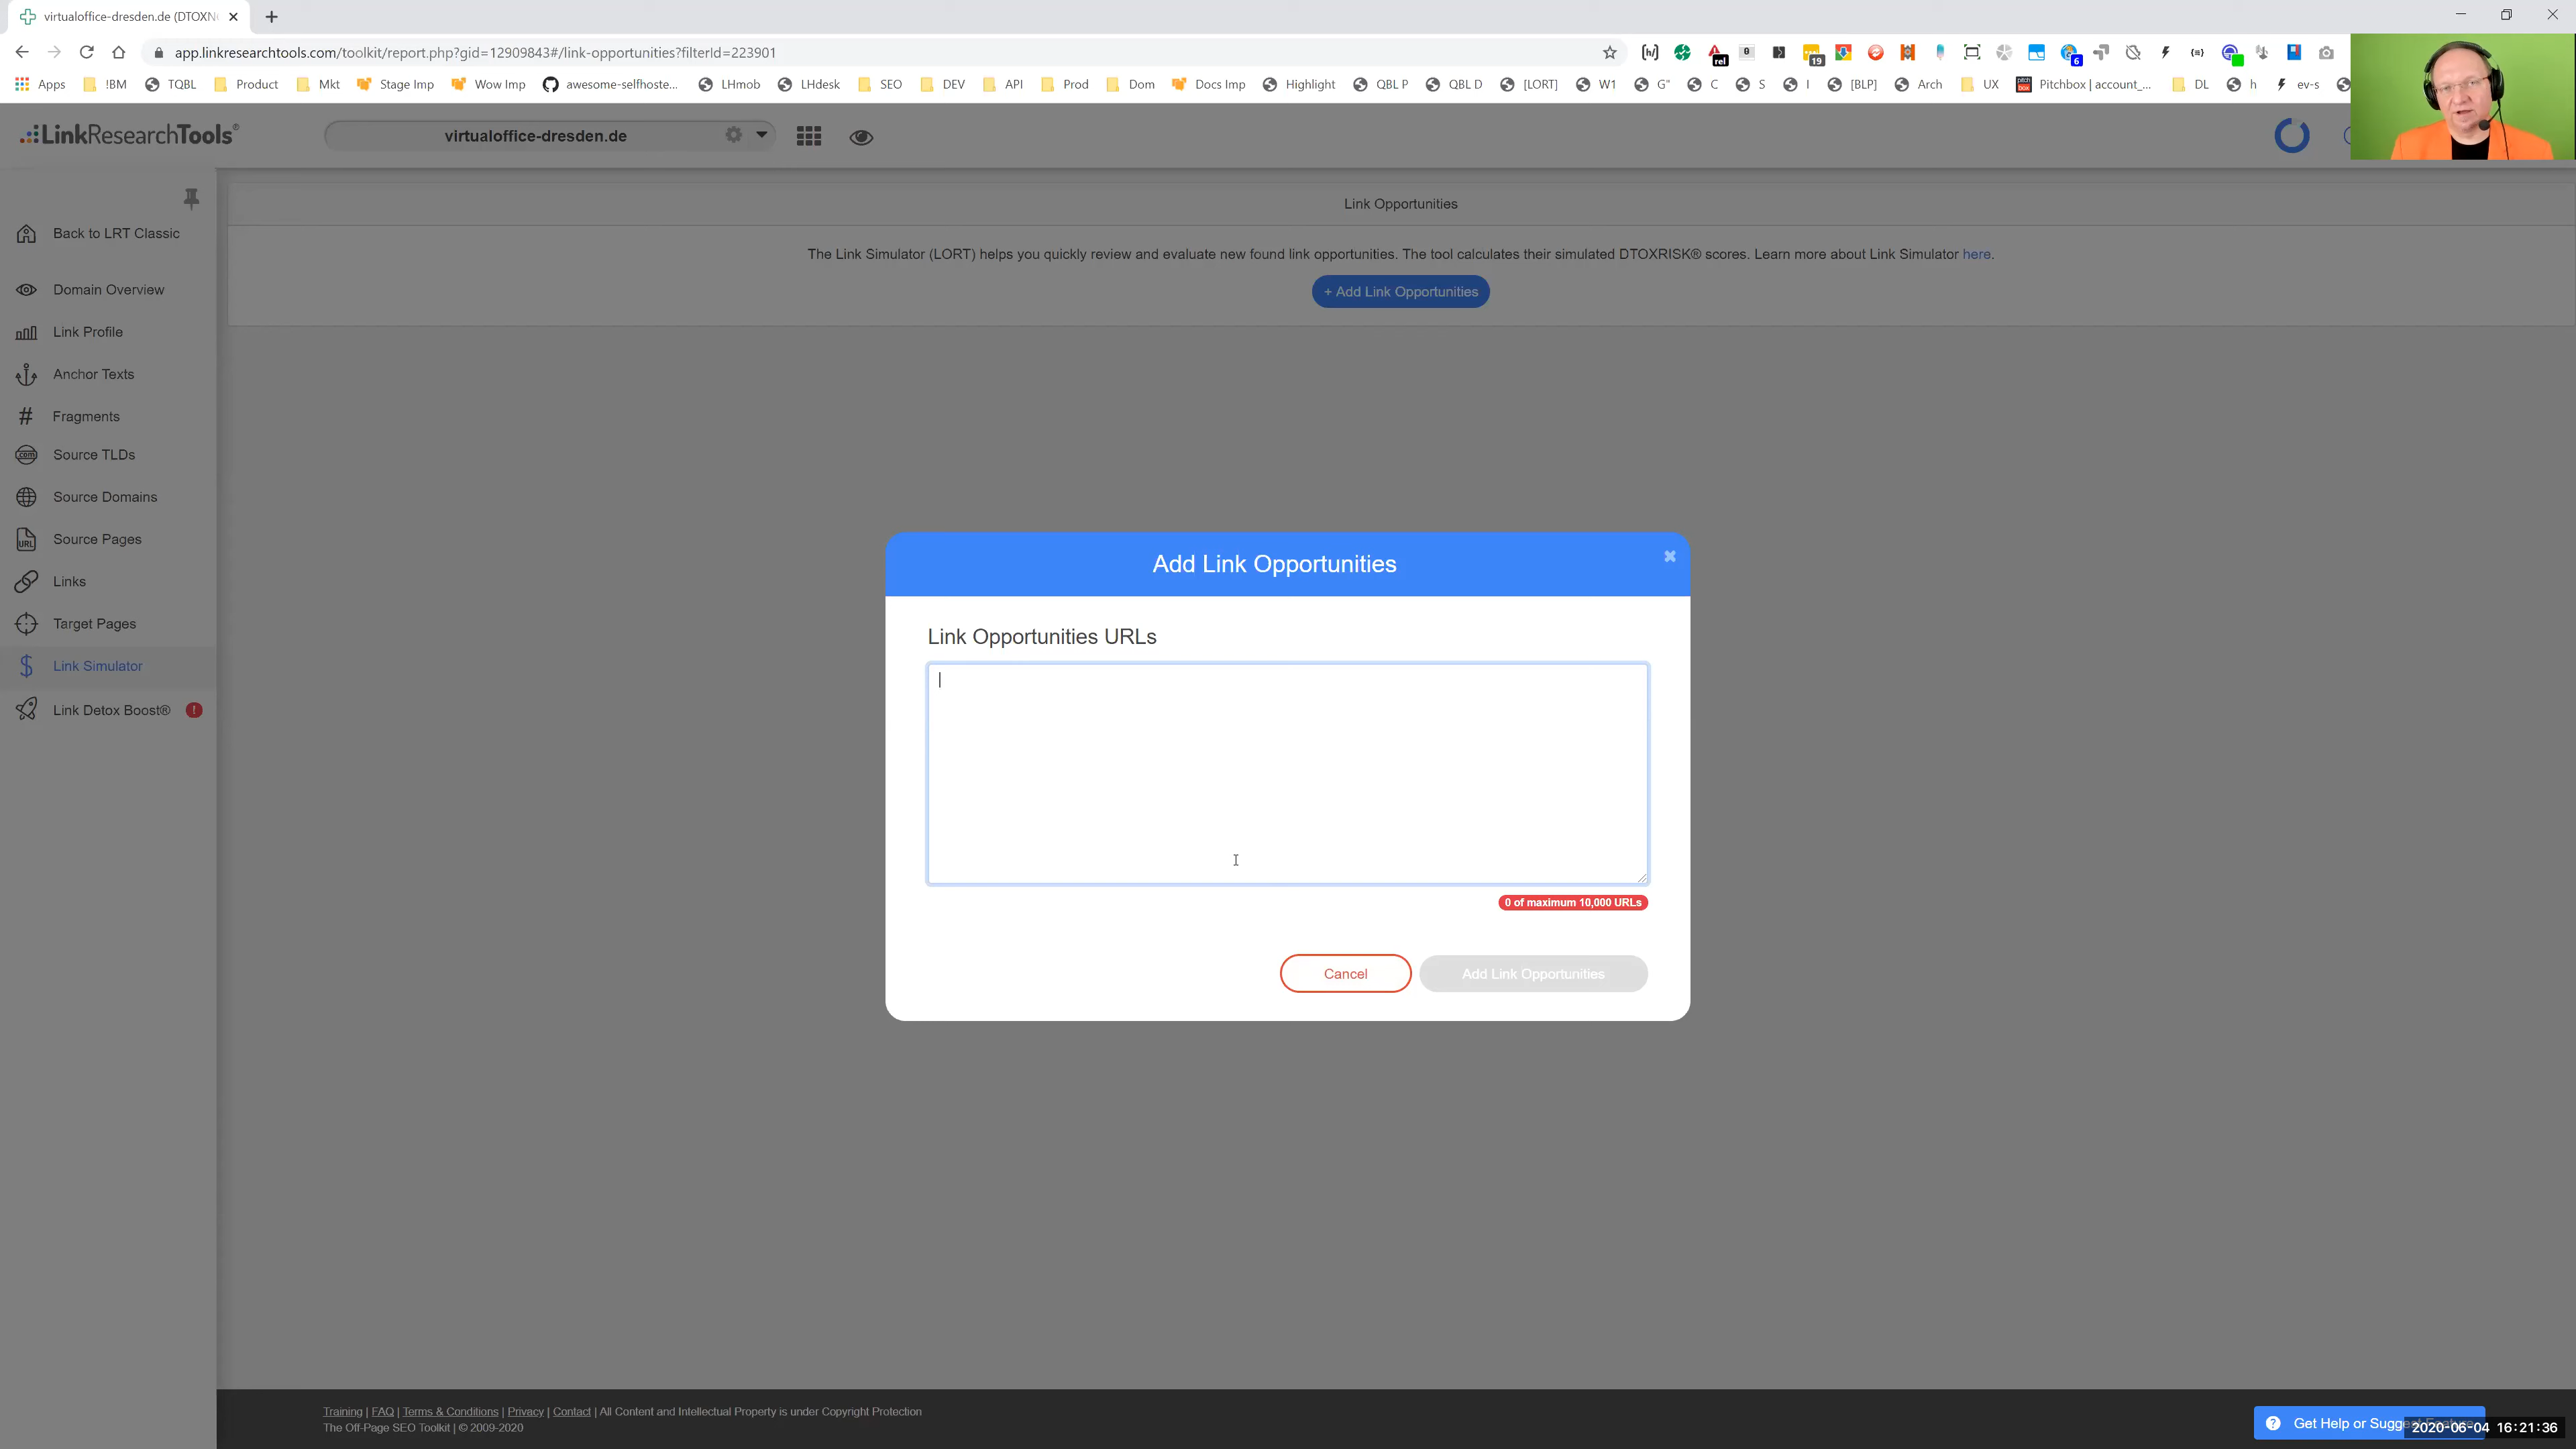 virtualoffice-dresden.de (DTOXN
app.linkresearchtools.com/toolkit/report.php?gid=12909843#/link-opportunities?filterId=223901
rel
19
6
Apps
!BM
TQBL
Product
Mkt
Stage Imp
Wow Imp
awesome-selfhoste...
LHmob
LHdesk
SEO
DEV
API
Prod
Dom
Docs Imp
Highlight
QBL P
QBL D
[LORT]
W1
G"
C
S
I
[BLP]
Arch
UX
Pitchbox | account_...
DL
h
ev-s
LinkResearchTools®
virtualoffice-dresden.de
Back to LRT Classic
Domain Overview
Link Profile
Anchor Texts
Fragments
Source TLDs
Source Domains
Source Pages
Links
Target Pages
Link Simulator
Link Detox Boost®
Link Opportunities
The Link Simulator (LORT) helps you quickly review and evaluate new found link opportunities. The tool calculates their simulated DTOXRISK® scores. Learn more about Link Simulator here.
+ Add Link Opportunities
Add Link Opportunities
Link Opportunities URLs
0 of maximum 10,000 URLs
Cancel
Add Link Opportunities
Training | FAQ | Terms & Conditions | Privacy | Contact | All Content and Intellectual Property is under Copyright Protection
The Off-Page SEO Toolkit | © 2009-2020
Get Help or Sugg
2020-06-04 16:21:36